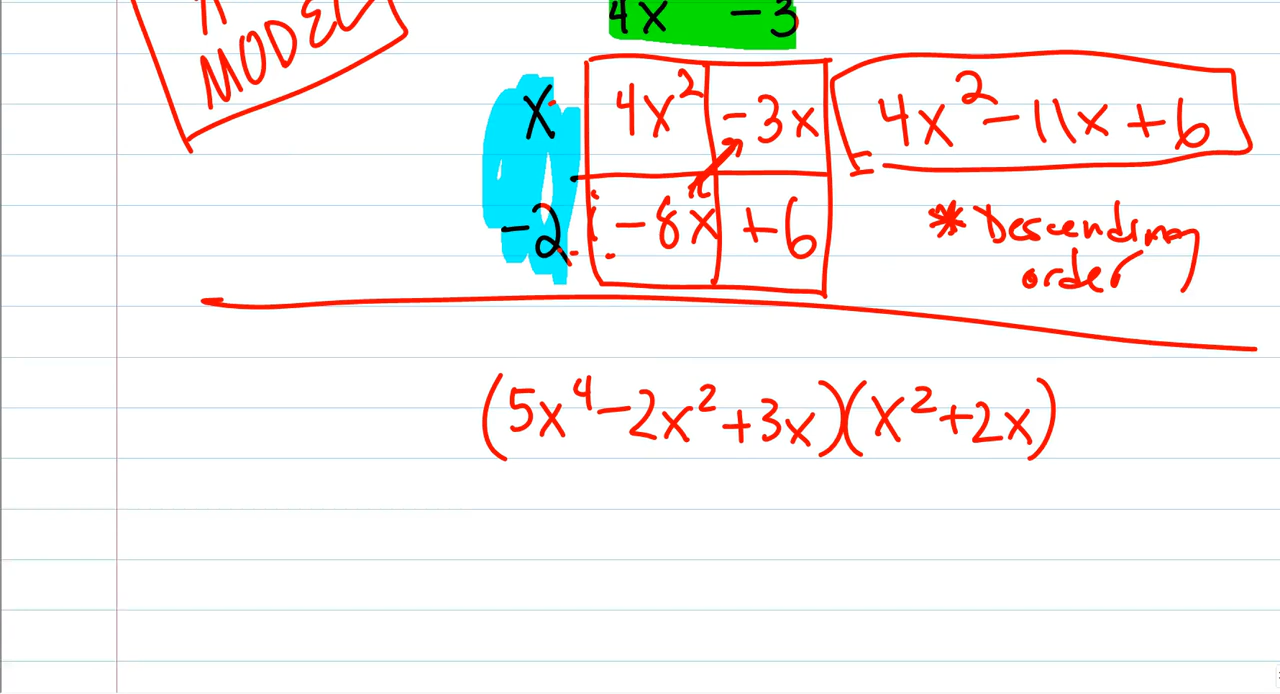 4x -3
MODEL
x 4x² -3x 4x² - 11x + 6
-2 -8x +6 * Descending
order
(5x⁴ - 2x² + 3x)(x² + 2x)